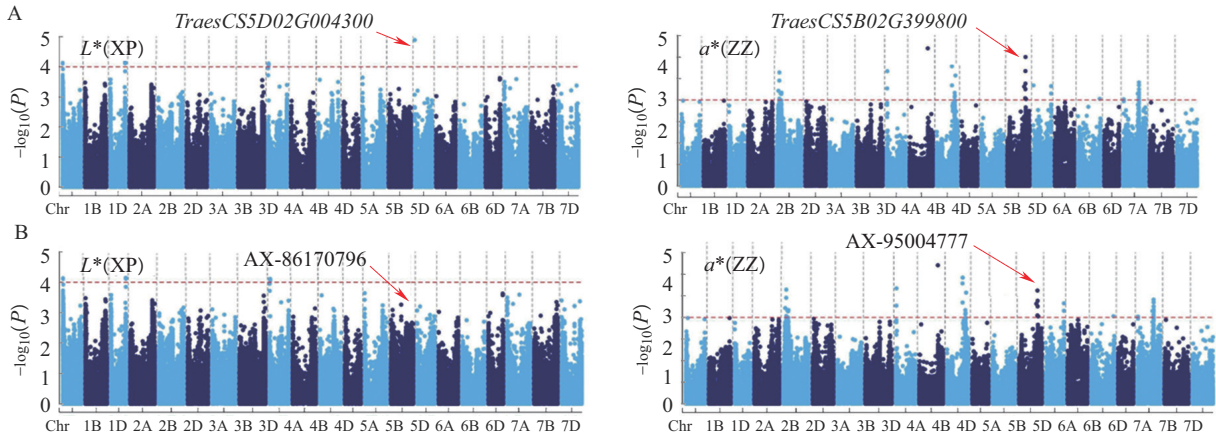 A
TraesCS5D02G004300
L*(XP)
−log10(P)
5
4
3
2
1
0
Chr 1B 1D 2A 2B 2D 3A 3B 3D 4A 4B 4D 5A 5B 5D 6A 6B 6D 7A 7B 7D
TraesCS5B02G399800
a*(ZZ)
−log10(P)
5
4
3
2
1
0
Chr 1B 1D 2A 2B 2D 3A 3B 3D 4A 4B 4D 5A 5B 5D 6A 6B 6D 7A 7B 7D
B
AX-86170796
L*(XP)
−log10(P)
5
4
3
2
1
0
Chr 1B 1D 2A 2B 2D 3A 3B 3D 4A 4B 4D 5A 5B 5D 6A 6B 6D 7A 7B 7D
AX-95004777
a*(ZZ)
−log10(P)
5
4
3
2
1
0
Chr 1B 1D 2A 2B 2D 3A 3B 3D 4A 4B 4D 5A 5B 5D 6A 6B 6D 7A 7B 7D